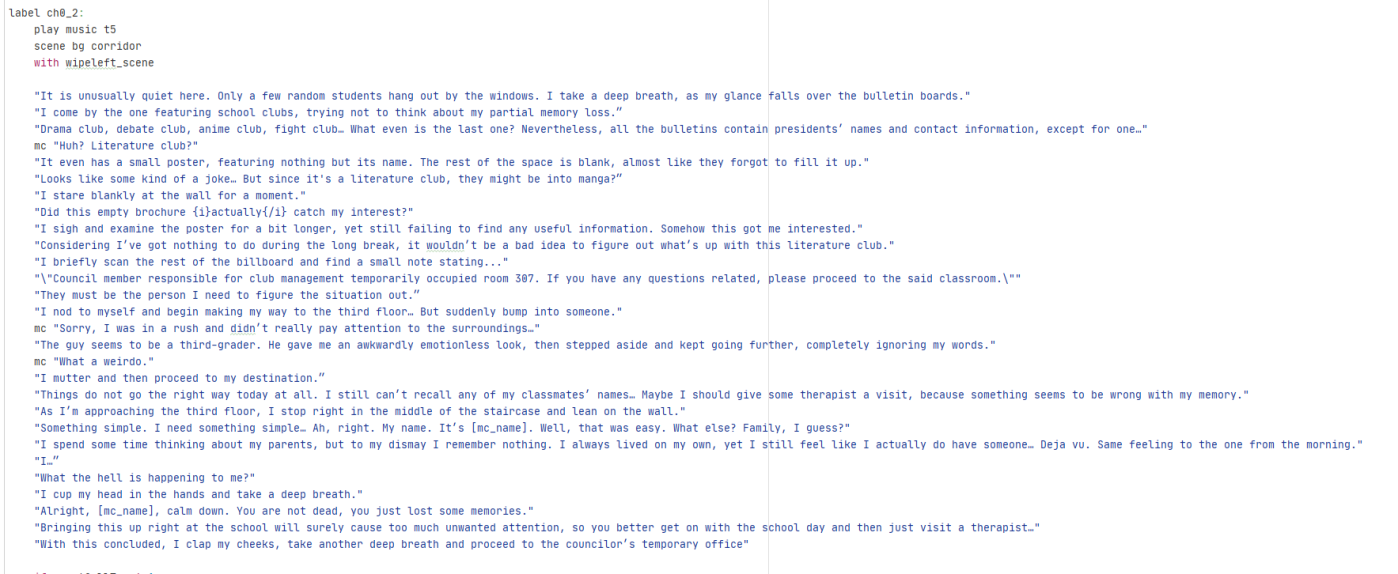 label ch0_2:
play music t5
scene bg corridor
with wipeleft_scene
"It is unusually quiet here. Only a few random students hang out by the windows. I take a deep breath, as my glance falls over the bulletin boards."
"I come by the one featuring school clubs, trying not to think about my partial memory loss.”
"Drama club, debate club, anime club, fight club… What even is the last one? Nevertheless, all the bulletins contain presidents’ names and contact information, except for one…"
mc "Huh? Literature club?"
"It even has a small poster, featuring nothing but its name. The rest of the space is blank, almost like they forgot to fill it up."
"Looks like some kind of a joke… But since it's a literature club, they might be into manga?”
"I stare blankly at the wall for a moment."
"Did this empty brochure {i}actually{/i} catch my interest?"
"I sigh and examine the poster for a bit longer, yet still failing to find any useful information. Somehow this got me interested."
"Considering I’ve got nothing to do during the long break, it wouldn’t be a bad idea to figure out what’s up with this literature club."
"I briefly scan the rest of the billboard and find a small note stating..."
"\"Council member responsible for club management temporarily occupied room 307. If you have any questions related, please proceed to the said classroom.\""
"They must be the person I need to figure the situation out.”
"I nod to myself and begin making my way to the third floor… But suddenly bump into someone."
mc "Sorry, I was in a rush and didn’t really pay attention to the surroundings…"
"The guy seems to be a third-grader. He gave me an awkwardly emotionless look, then stepped aside and kept going further, completely ignoring my words."
mc "What a weirdo."
"I mutter and then proceed to my destination.”
"Things do not go the right way today at all. I still can’t recall any of my classmates’ names… Maybe I should give some therapist a visit, because something seems to be wrong with my memory."
"As I’m approaching the third floor, I stop right in the middle of the staircase and lean on the wall."
"Something simple. I need something simple… Ah, right. My name. It’s [mc_name]. Well, that was easy. What else? Family, I guess?"
"I spend some time thinking about my parents, but to my dismay I remember nothing. I always lived on my own, yet I still feel like I actually do have someone… Deja vu. Same feeling to the one from the morning."
"I…”
"What the hell is happening to me?"
"I cup my head in the hands and take a deep breath."
"Alright, [mc_name], calm down. You are not dead, you just lost some memories."
"Bringing this up right at the school will surely cause too much unwanted attention, so you better get on with the school day and then just visit a therapist…"
"With this concluded, I clap my cheeks, take another deep breath and proceed to the councilor’s temporary office"